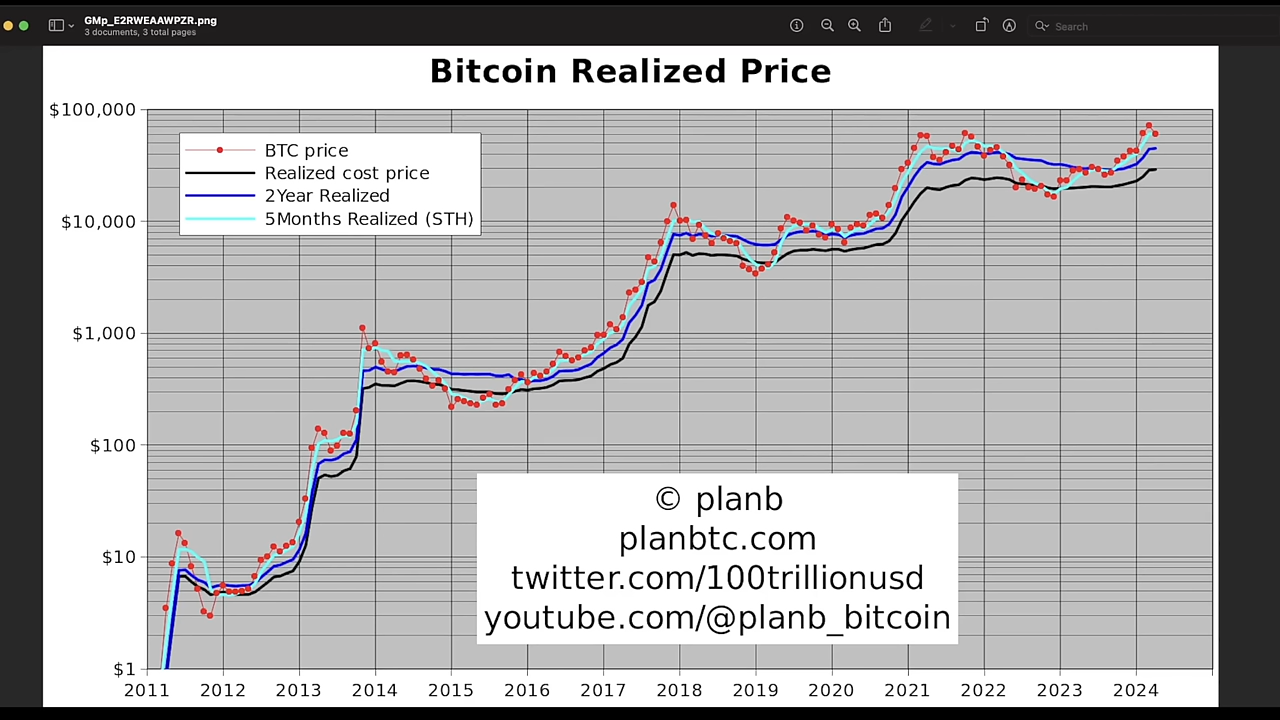 GMp_E2RWEAAWPZR.png
3 documents, 3 total pages
Search
Bitcoin Realized Price
$100,000
$10,000
$1,000
$100
$10
$1
BTC price
Realized cost price
2Year Realized
5Months Realized (STH)
© planb
planbtc.com
twitter.com/100trillionusd
youtube.com/@planb_bitcoin
2011 2012 2013 2014 2015 2016 2017 2018 2019 2020 2021 2022 2023 2024